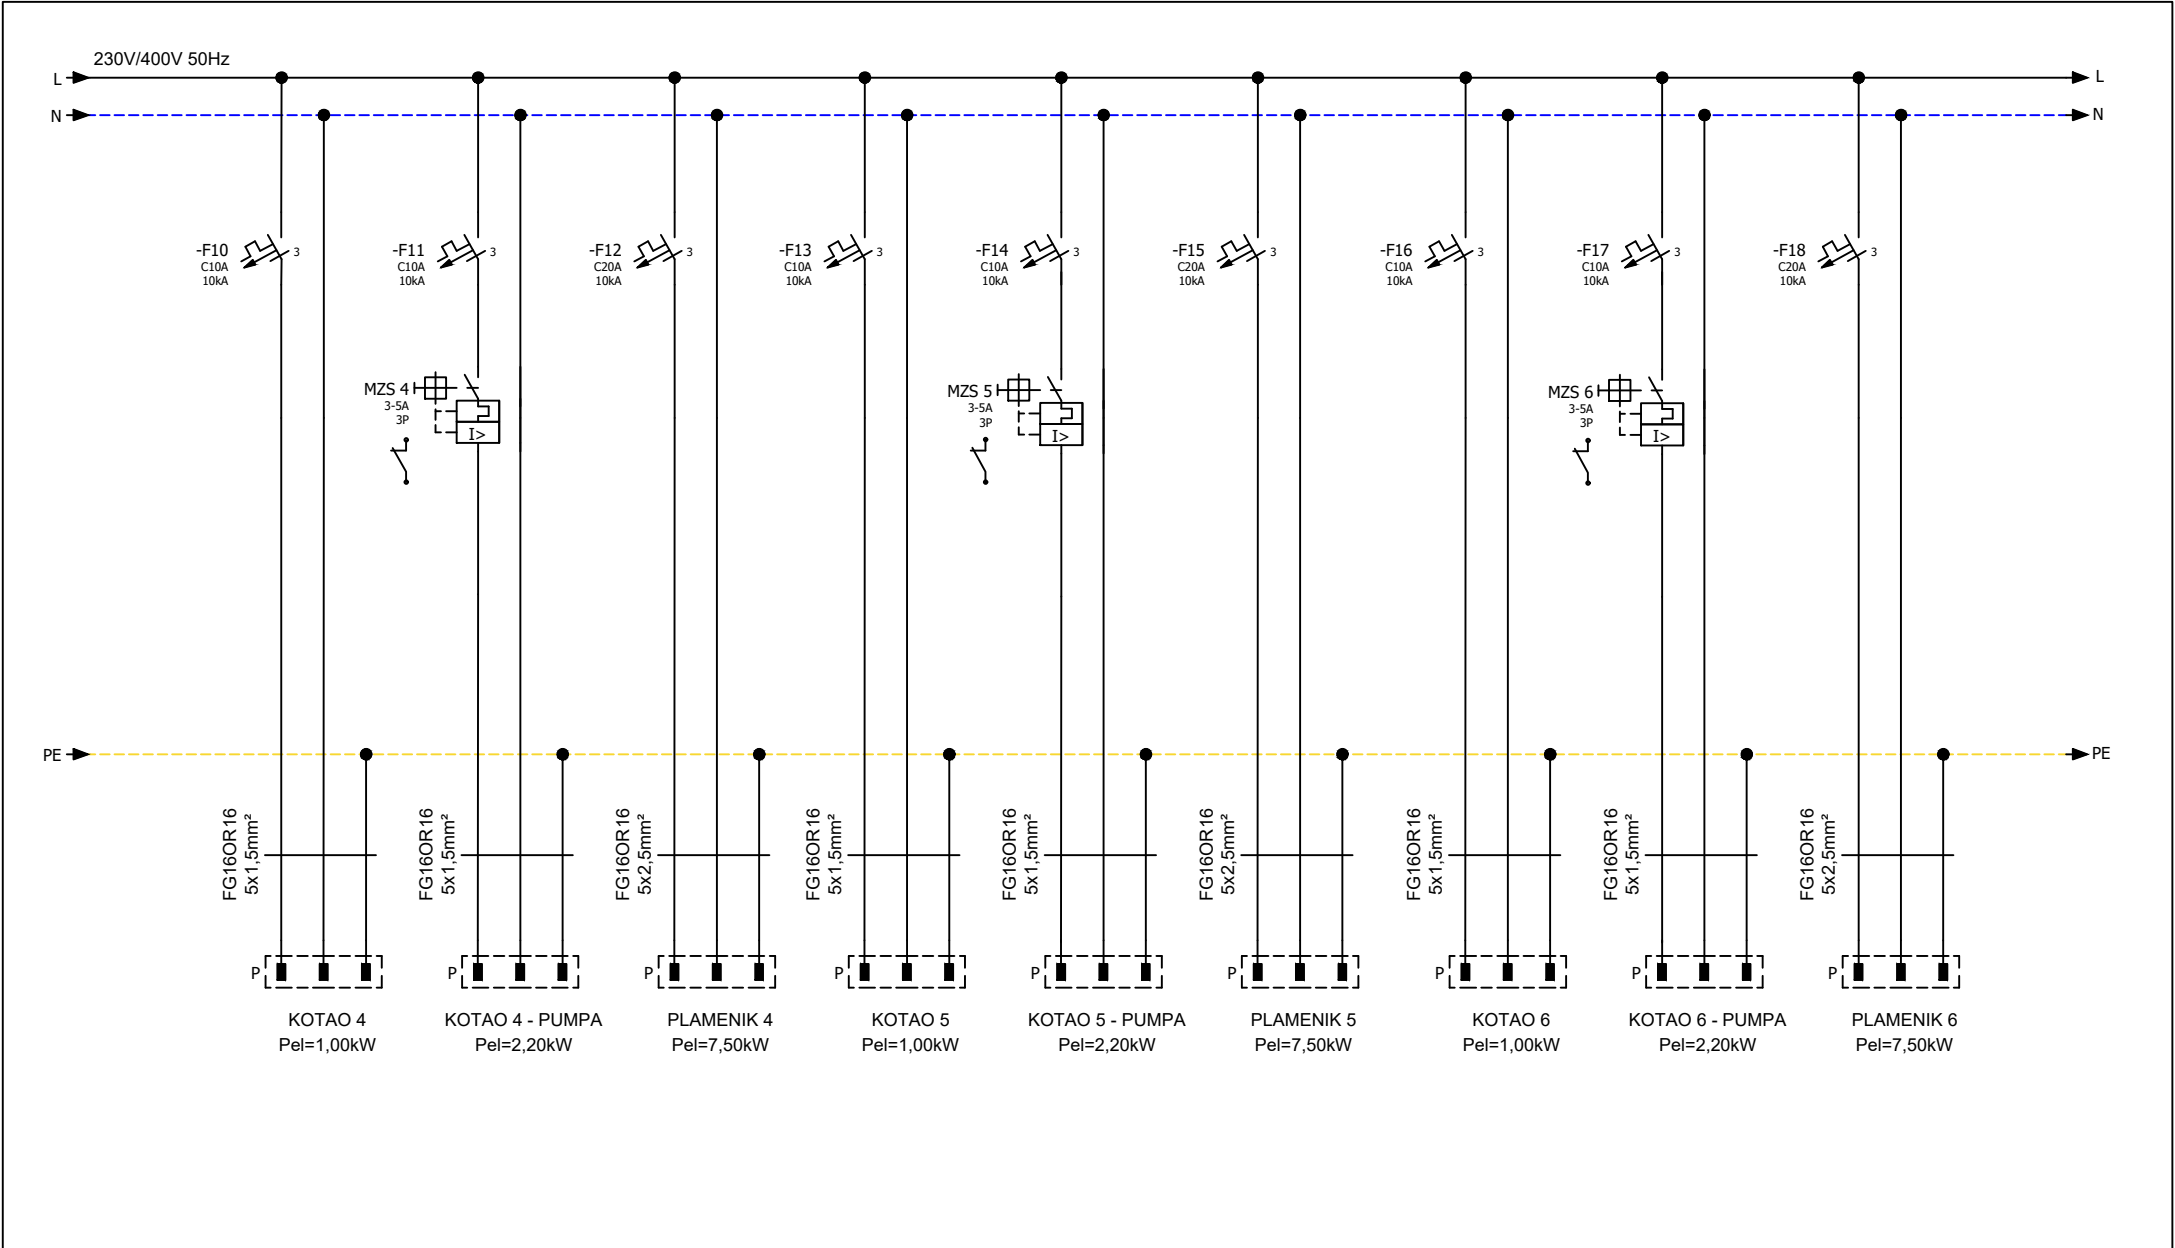 230V/400V 50Hz
L
L
N
N
-F10
C10A
10kA
3
-F11
C10A
10kA
3
-F12
C20A
10kA
3
-F13
C10A
10kA
3
-F14
C10A
10kA
3
-F15
C20A
10kA
3
-F16
C10A
10kA
3
-F17
C10A
10kA
3
-F18
C20A
10kA
3
MZS 4
3-5A
3P
I>
MZS 5
3-5A
3P
I>
MZS 6
3-5A
3P
I>
PE
PE
FG16OR16
5x1,5mm²
FG16OR16
5x1,5mm²
FG16OR16
5x2,5mm²
FG16OR16
5x1,5mm²
FG16OR16
5x1,5mm²
FG16OR16
5x2,5mm²
FG16OR16
5x1,5mm²
FG16OR16
5x1,5mm²
FG16OR16
5x2,5mm²
P
P
P
P
P
P
P
P
P
KOTAO 4
Pel=1,00kW
KOTAO 4 - PUMPA
Pel=2,20kW
PLAMENIK 4
Pel=7,50kW
KOTAO 5
Pel=1,00kW
KOTAO 5 - PUMPA
Pel=2,20kW
PLAMENIK 5
Pel=7,50kW
KOTAO 6
Pel=1,00kW
KOTAO 6 - PUMPA
Pel=2,20kW
PLAMENIK 6
Pel=7,50kW